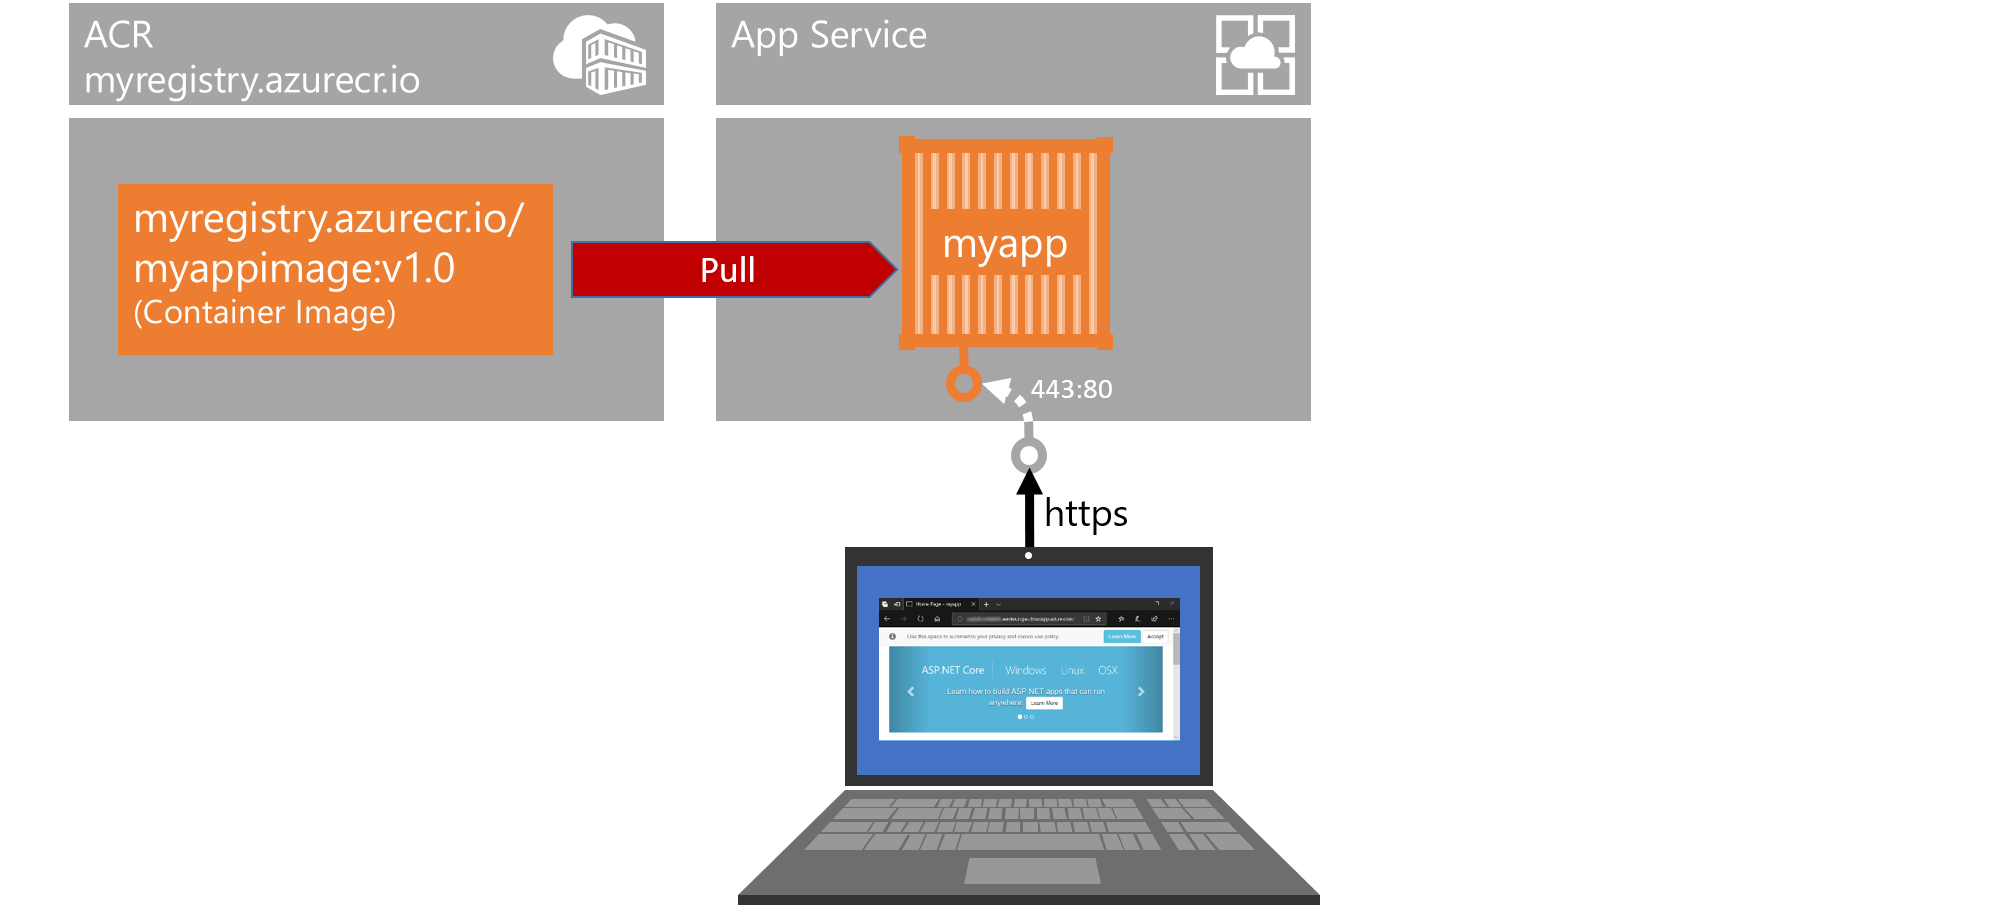 ACR
myregistry.azurecr.io
App Service
myregistry.azurecr.io/
myappimage:v1.0
(Container Image)
Pull
myapp
443:80
https
Home Page - myapp
Use this space to summarize your privacy and cookie use policy.
Learn More
Accept
ASP.NET Core
Windows
Linux
OSX
Learn how to build ASP.NET apps that can run
anywhere.
Learn More